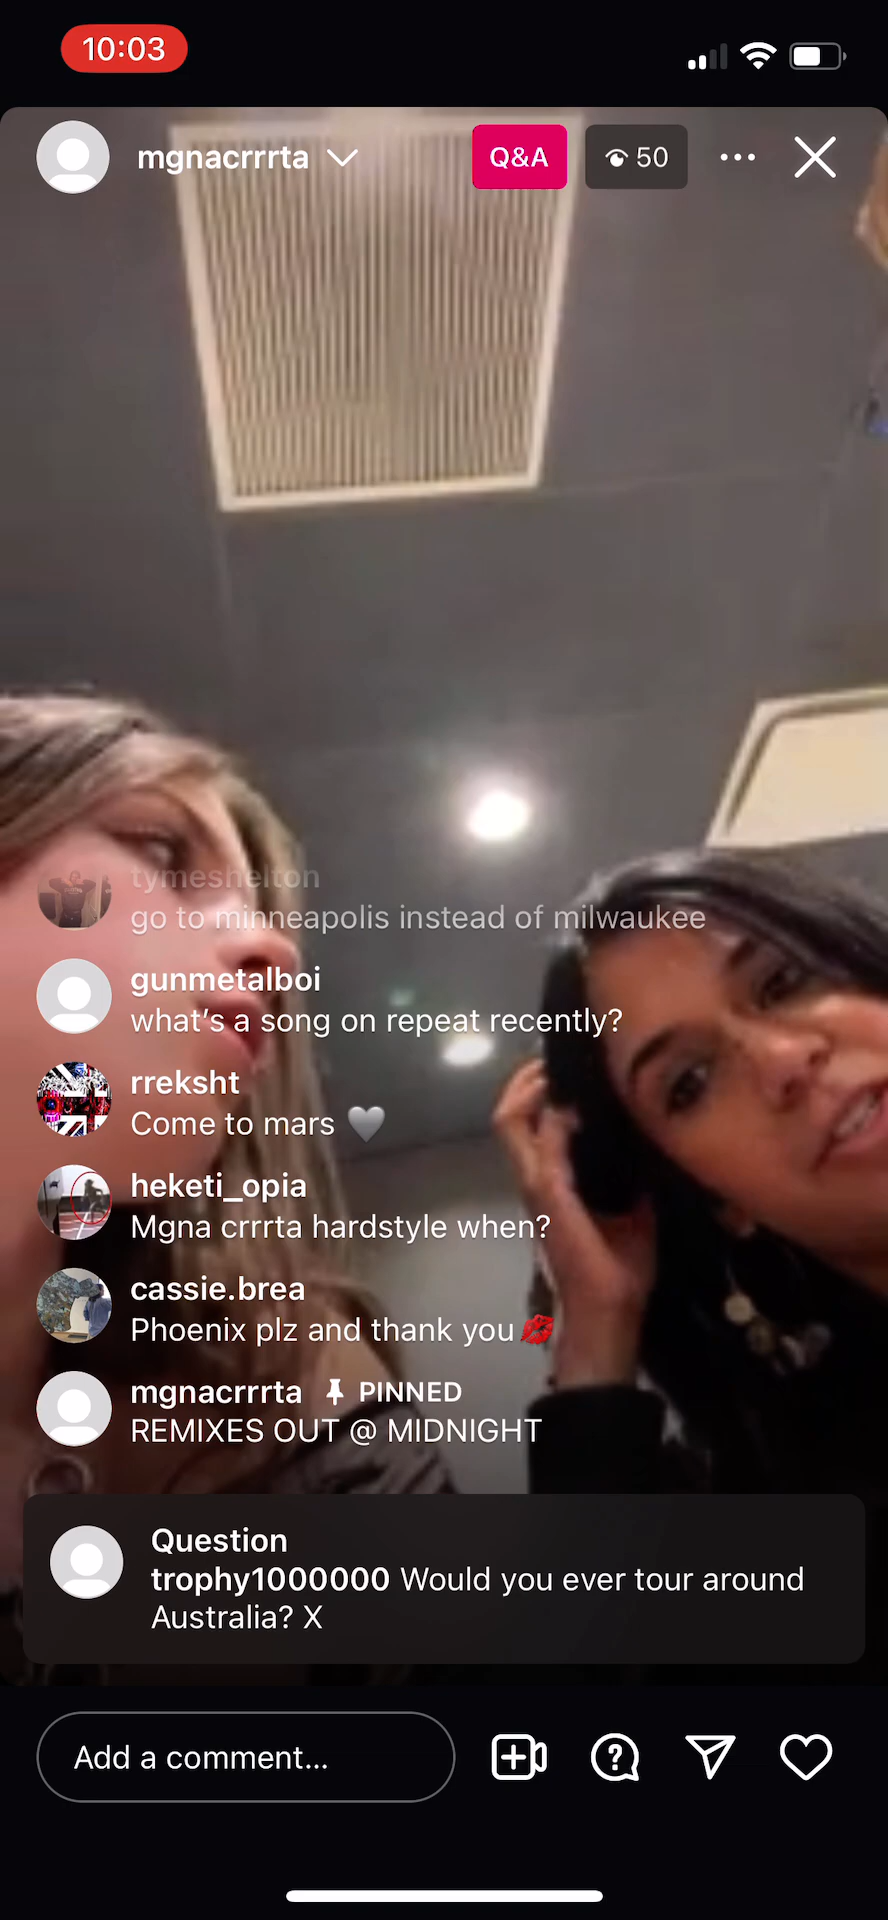 10:03
mgnacrrrta
Q&A
50
tymeshelton
go to minneapolis instead of milwaukee
gunmetalboi
what's a song on repeat recently?
rreksht
Come to mars 🩶
heketi_opia
Mgna crrrta hardstyle when?
cassie.brea
Phoenix plz and thank you💋
mgnacrrrta PINNED
REMIXES OUT @ MIDNIGHT
Question
trophy1000000 Would you ever tour around
Australia? X
Add a comment...